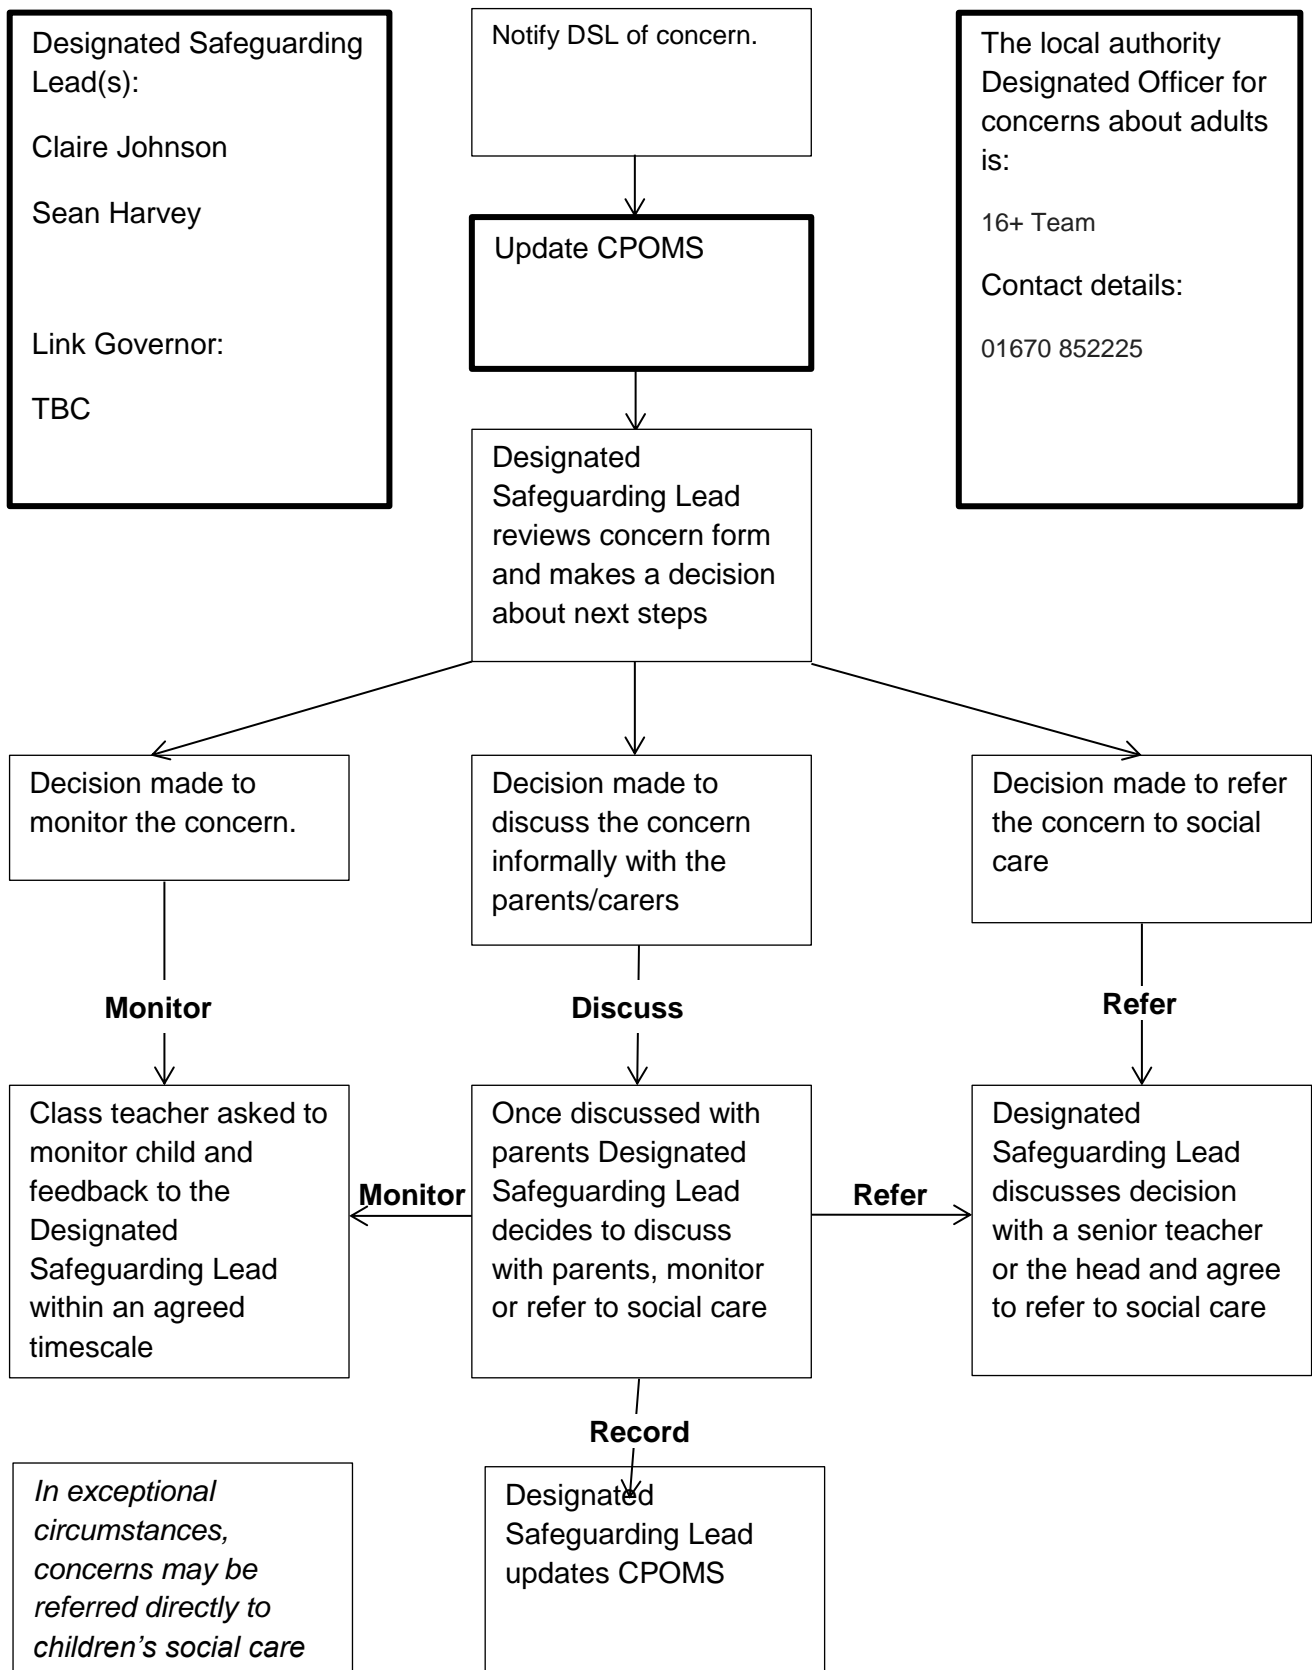 Designated Safeguarding
Lead(s):
Claire Johnson
Sean Harvey
Link Governor:
TBC
Notify DSL of concern.
The local authority
Designated Officer for
concerns about adults
is:
16+ Team
Contact details:
01670 852225
Update CPOMS
Designated
Safeguarding Lead
reviews concern form
and makes a decision
about next steps
Decision made to
monitor the concern.
Decision made to
discuss the concern
informally with the
parents/carers
Decision made to refer
the concern to social
care
Monitor
Discuss
Refer
Class teacher asked to
monitor child and
feedback to the
Designated
Safeguarding Lead
within an agreed
timescale
Monitor
Once discussed with
parents Designated
Safeguarding Lead
decides to discuss
with parents, monitor
or refer to social care
Refer
Designated
Safeguarding Lead
discusses decision
with a senior teacher
or the head and agree
to refer to social care
Record
In exceptional
circumstances,
concerns may be
referred directly to
children’s social care
Designated
Safeguarding Lead
updates CPOMS